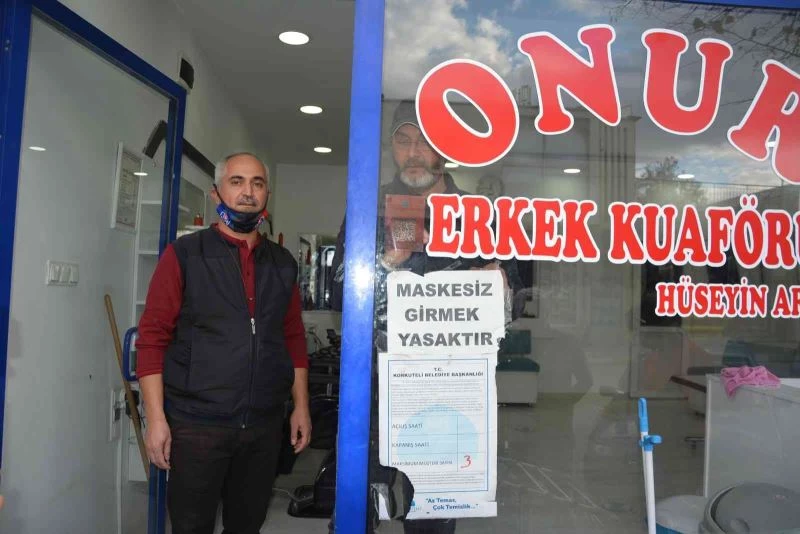 ONUR
ERKEK KUAFÖRÜ
HÜSEYİN AR
MASKESİZ
GİRMEK
YASAKTIR
T.C.
KORKUTELİ BELEDİYE BAŞKANLIĞI
AÇILIŞ SAATİ
KAPANIŞ SAATİ
MAKSİMUM MÜŞTERİ SAYISI 3
"Az Temas,
Çok Temizlik..."